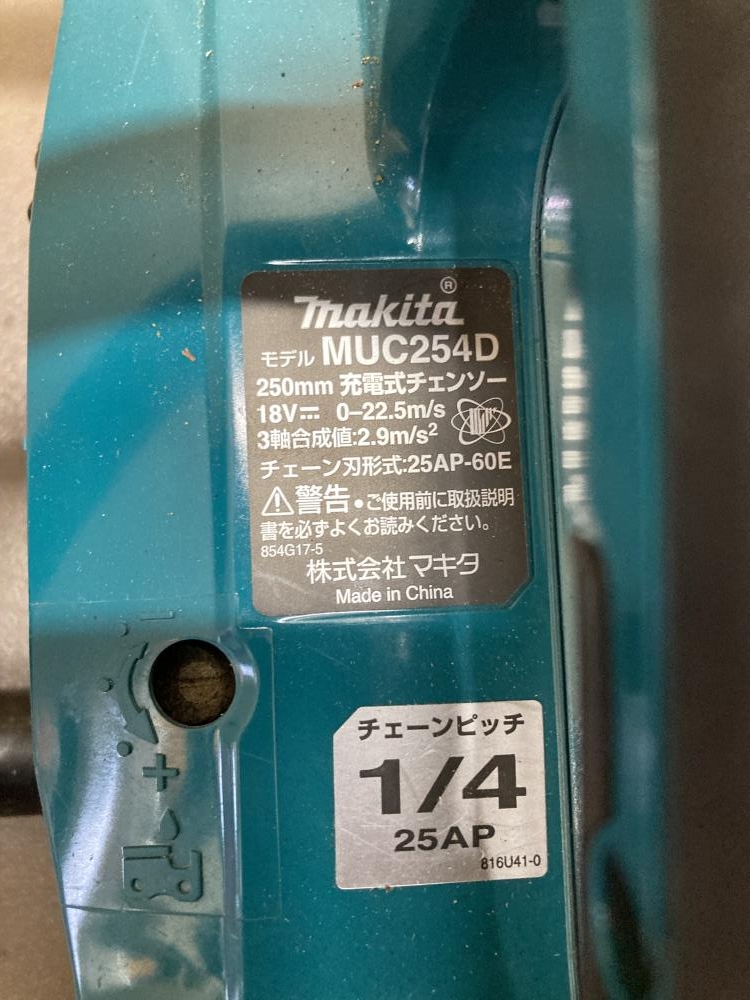 makita®
モデル MUC254D
250mm 充電式チェンソー
18V⎓ 0–22.5m/s
3軸合成値:2.9m/s²
チェーン刃形式:25AP-60E
⚠警告•ご使用前に取扱説明
書を必ずよくお読みください。
854G17-5
株式会社マキタ
Made in China
チェーンピッチ
1/4
25AP
816U41-0
+